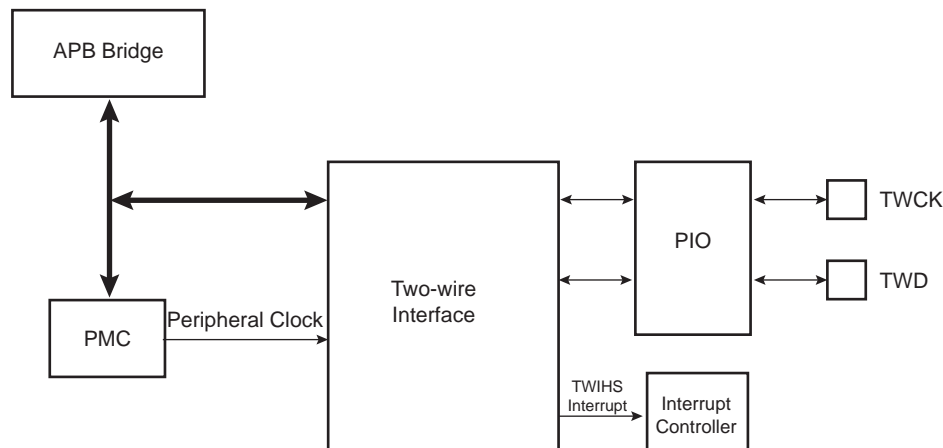 APB Bridge
TWCK
PIO
TWD
Two-wire
Interface
Peripheral Clock
PMC
TWIHS
Interrupt
Interrupt
Controller